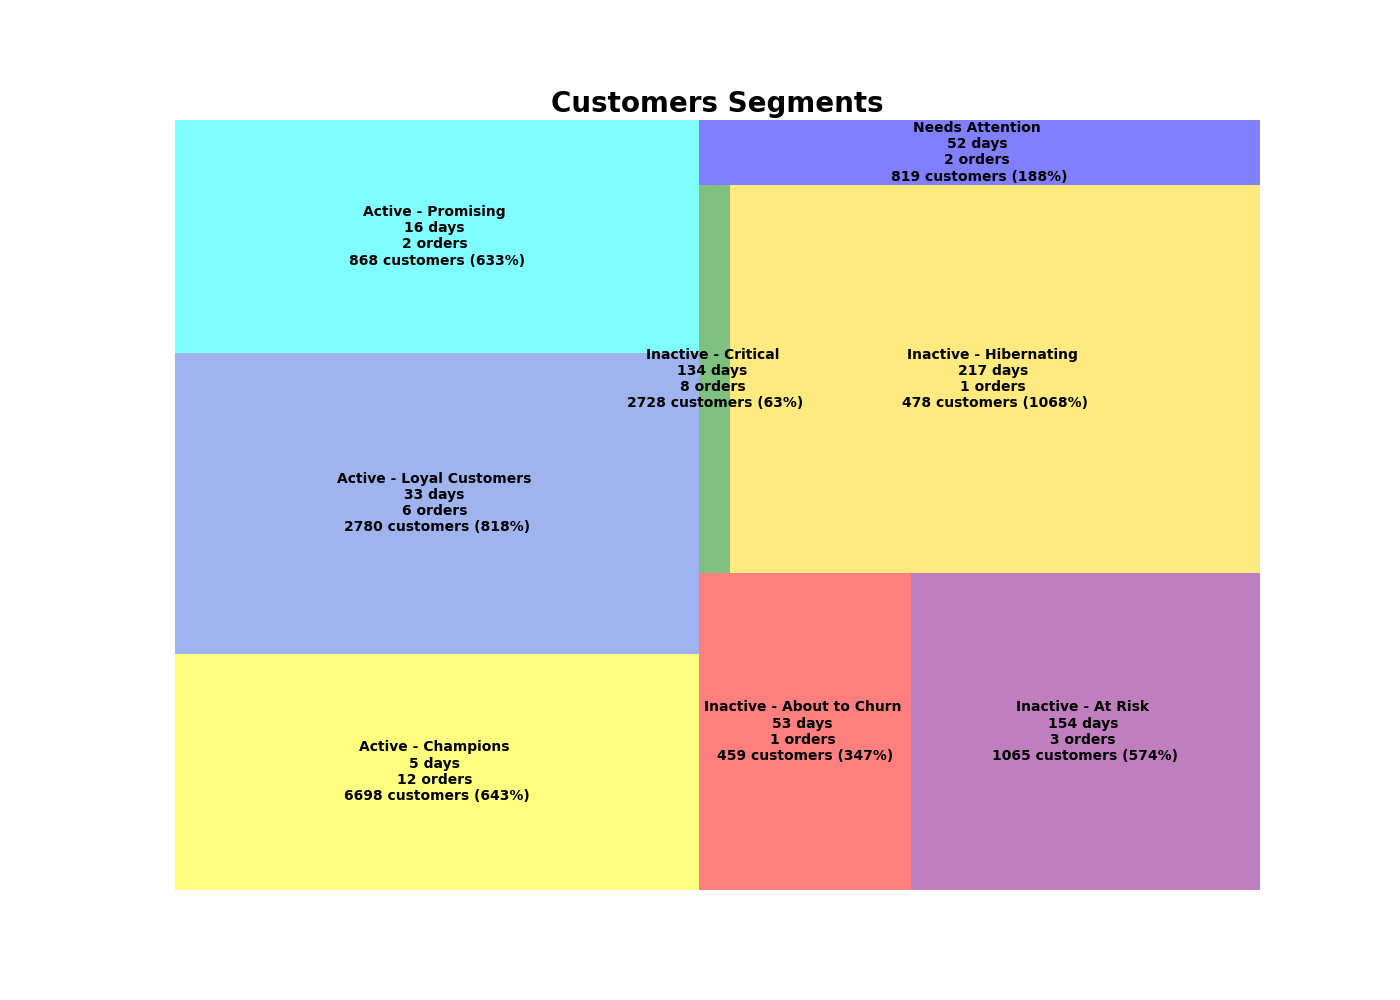 Customers Segments
Needs Attention
52 days
2 orders
819 customers (188%)
Active - Promising
16 days
2 orders
868 customers (633%)
Inactive - Critical
134 days
8 orders
2728 customers (63%)
Inactive - Hibernating
217 days
1 orders
478 customers (1068%)
Active - Loyal Customers
33 days
6 orders
2780 customers (818%)
Inactive - About to Churn
53 days
1 orders
459 customers (347%)
Inactive - At Risk
154 days
3 orders
1065 customers (574%)
Active - Champions
5 days
12 orders
6698 customers (643%)